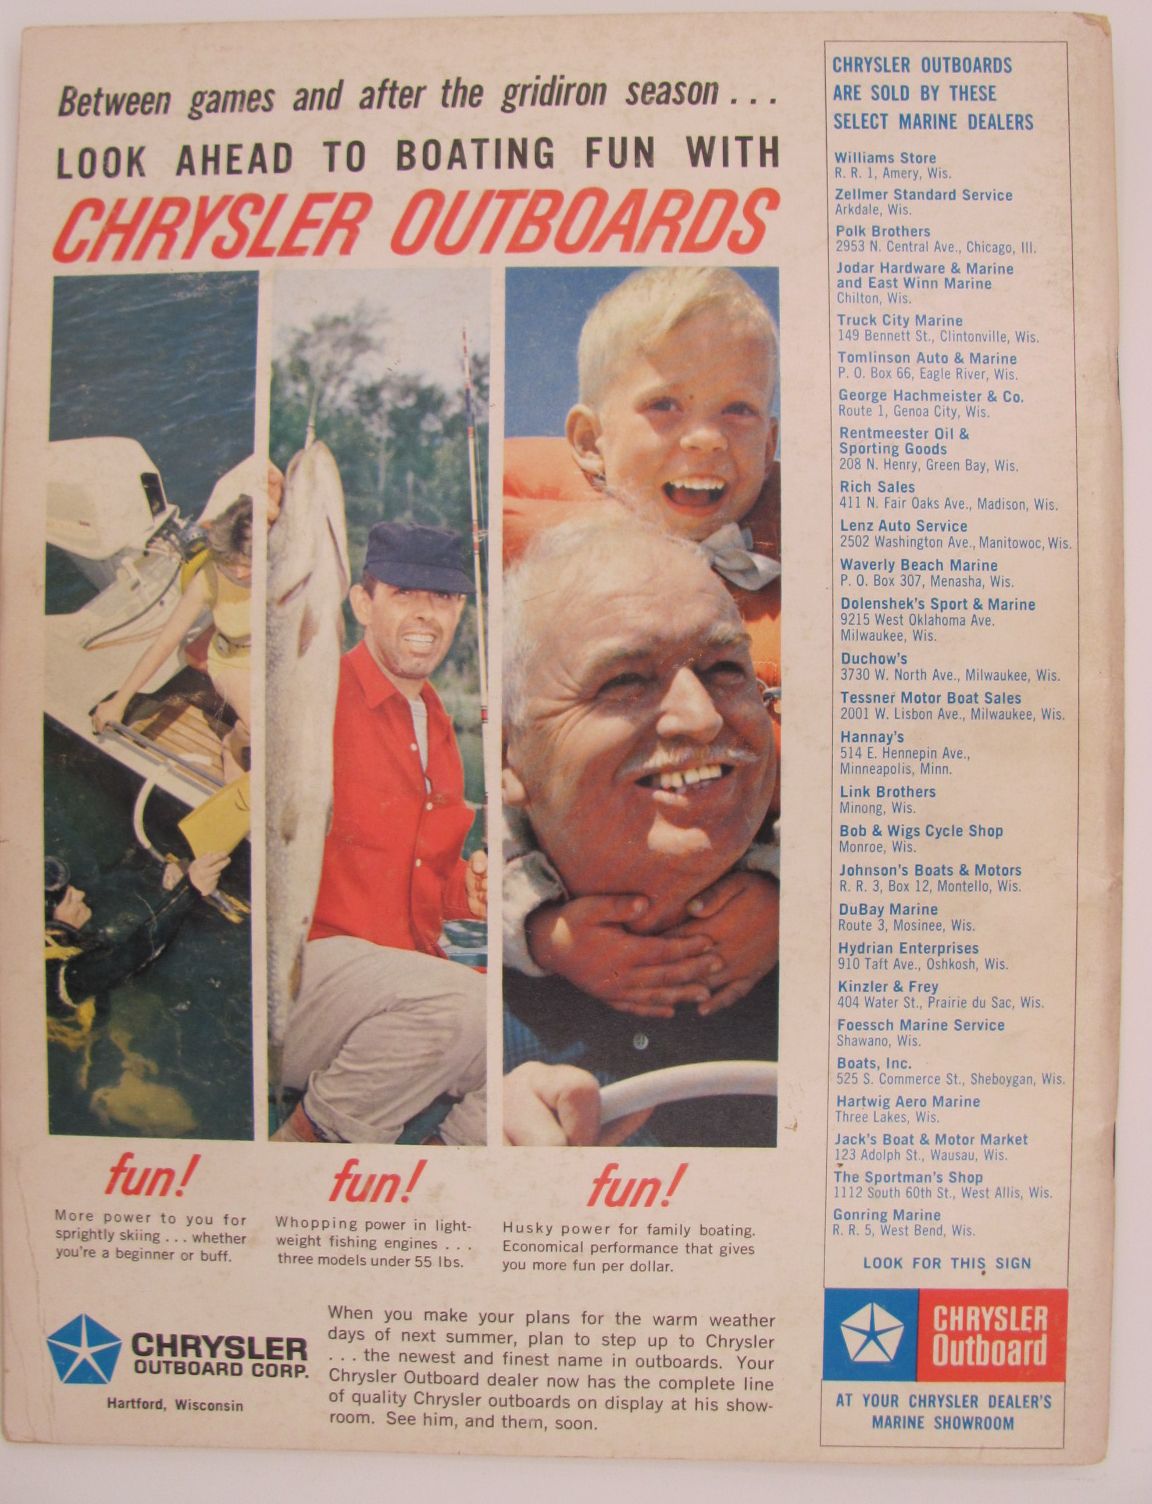 Between games and after the gridiron season . . .
LOOK AHEAD TO BOATING FUN WITH
CHRYSLER OUTBOARDS
fun!
More power to you for
sprightly skiing . . . whether
you're a beginner or buff.
fun!
Whopping power in light-
weight fishing engines . . .
three models under 55 lbs.
fun!
Husky power for family boating.
Economical performance that gives
you more fun per dollar.
CHRYSLER
OUTBOARD CORP.
Hartford, Wisconsin
When you make your plans for the warm weather
days of next summer, plan to step up to Chrysler
. . . the newest and finest name in outboards. Your
Chrysler Outboard dealer now has the complete line
of quality Chrysler outboards on display at his show-
room. See him, and them, soon.
CHRYSLER OUTBOARDS
ARE SOLD BY THESE
SELECT MARINE DEALERS
Williams Store
R. R. 1, Amery, Wis.
Zellmer Standard Service
Arkdale, Wis.
Polk Brothers
2953 N. Central Ave., Chicago, Ill.
Jodar Hardware & Marine
and East Winn Marine
Chilton, Wis.
Truck City Marine
149 Bennett St., Clintonville, Wis.
Tomlinson Auto & Marine
P. O. Box 66, Eagle River, Wis.
George Hachmeister & Co.
Route 1, Genoa City, Wis.
Rentmeester Oil &
Sporting Goods
208 N. Henry, Green Bay, Wis.
Rich Sales
411 N. Fair Oaks Ave., Madison, Wis.
Lenz Auto Service
2502 Washington Ave., Manitowoc, Wis.
Waverly Beach Marine
P. O. Box 307, Menasha, Wis.
Dolenshek's Sport & Marine
9215 West Oklahoma Ave.
Milwaukee, Wis.
Duchow's
3730 W. North Ave., Milwaukee, Wis.
Tessner Motor Boat Sales
2001 W. Lisbon Ave., Milwaukee, Wis.
Hannay's
514 E. Hennepin Ave.,
Minneapolis, Minn.
Link Brothers
Minong, Wis.
Bob & Wigs Cycle Shop
Monroe, Wis.
Johnson's Boats & Motors
R. R. 3, Box 12, Montello, Wis.
DuBay Marine
Route 3, Mosinee, Wis.
Hydrian Enterprises
910 Taft Ave., Oshkosh, Wis.
Kinzler & Frey
404 Water St., Prairie du Sac, Wis.
Foessch Marine Service
Shawano, Wis.
Boats, Inc.
525 S. Commerce St., Sheboygan, Wis.
Hartwig Aero Marine
Three Lakes, Wis.
Jack's Boat & Motor Market
123 Adolph St., Wausau, Wis.
The Sportman's Shop
1112 South 60th St., West Allis, Wis.
Gonring Marine
R. R. 5, West Bend, Wis.
LOOK FOR THIS SIGN
CHRYSLER
Outboard
AT YOUR CHRYSLER DEALER'S
MARINE SHOWROOM